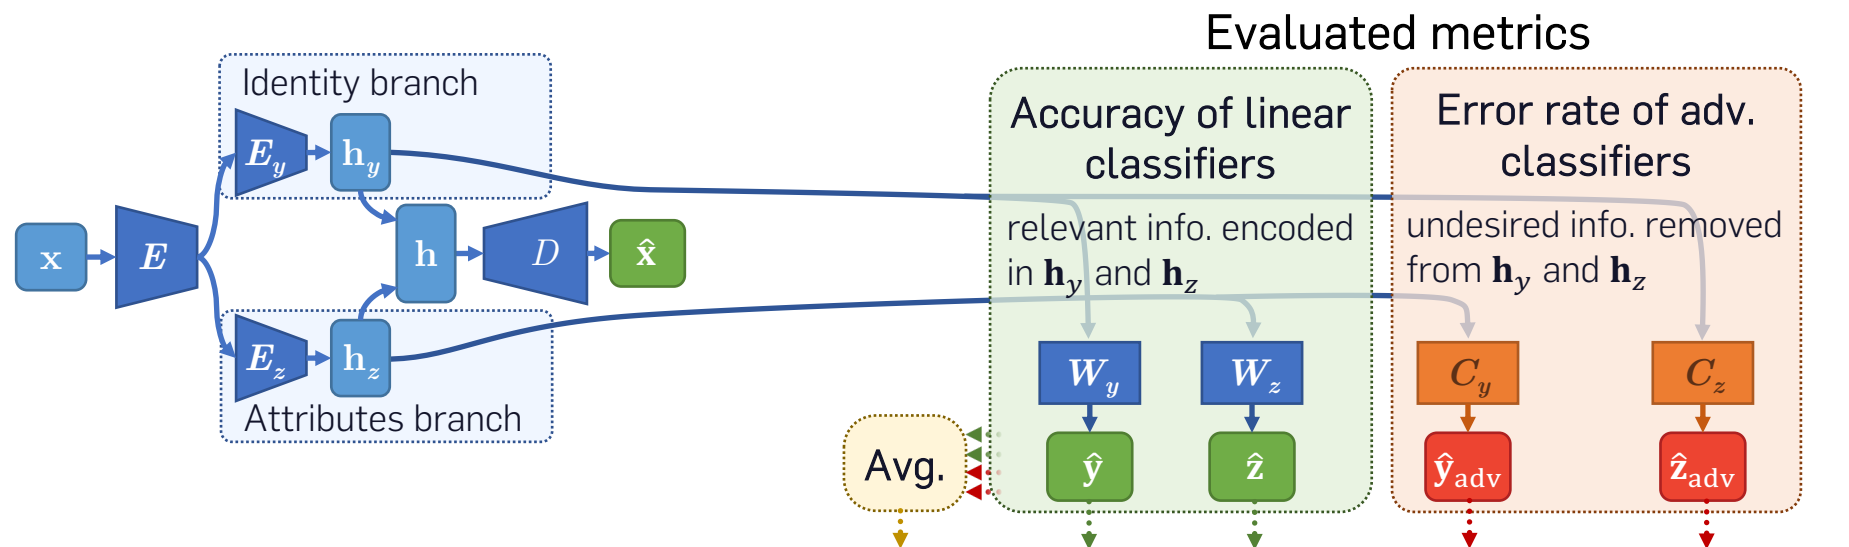 Evaluated metrics
Identity branch
E_y
h_y
x
E
h
D
x̂
E_z
h_z
Attributes branch
Accuracy of linear
classifiers
relevant info. encoded
in h_y and h_z
W_y
W_z
ŷ
ẑ
Avg.
Error rate of adv.
classifiers
undesired info. removed
from h_y and h_z
C_y
C_z
ŷ_adv
ẑ_adv